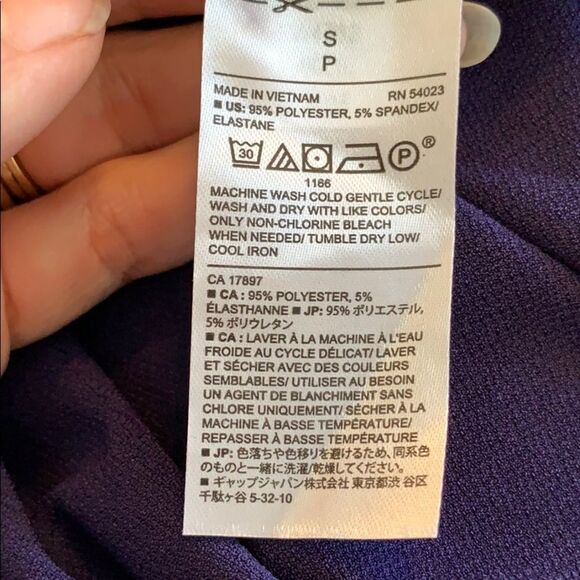 S
P
MADE IN VIETNAM RN 54023
■ US: 95% POLYESTER, 5% SPANDEX/
ELASTANE
30 P ®
1166
MACHINE WASH COLD GENTLE CYCLE/
WASH AND DRY WITH LIKE COLORS/
ONLY NON-CHLORINE BLEACH
WHEN NEEDED/ TUMBLE DRY LOW/
COOL IRON
CA 17897
■ CA : 95% POLYESTER, 5%
ÉLASTHANNE ■ JP: 95% ポリエステル,
5% ポリウレタン
■ CA : LAVER À LA MACHINE À L'EAU
FROIDE AU CYCLE DÉLICAT/ LAVER
ET SÉCHER AVEC DES COULEURS
SEMBLABLES/ UTILISER AU BESOIN
UN AGENT DE BLANCHIMENT SANS
CHLORE UNIQUEMENT/ SÉCHER À LA
MACHINE À BASSE TEMPÉRATURE/
REPASSER À BASSE TEMPÉRATURE
■ JP: 色落ちや色移りを避けるため、同系色
のものと一緒に洗濯/乾燥してください。
■ ギャップジャパン株式会社 東京都渋 谷区
千駄ヶ谷 5-32-10